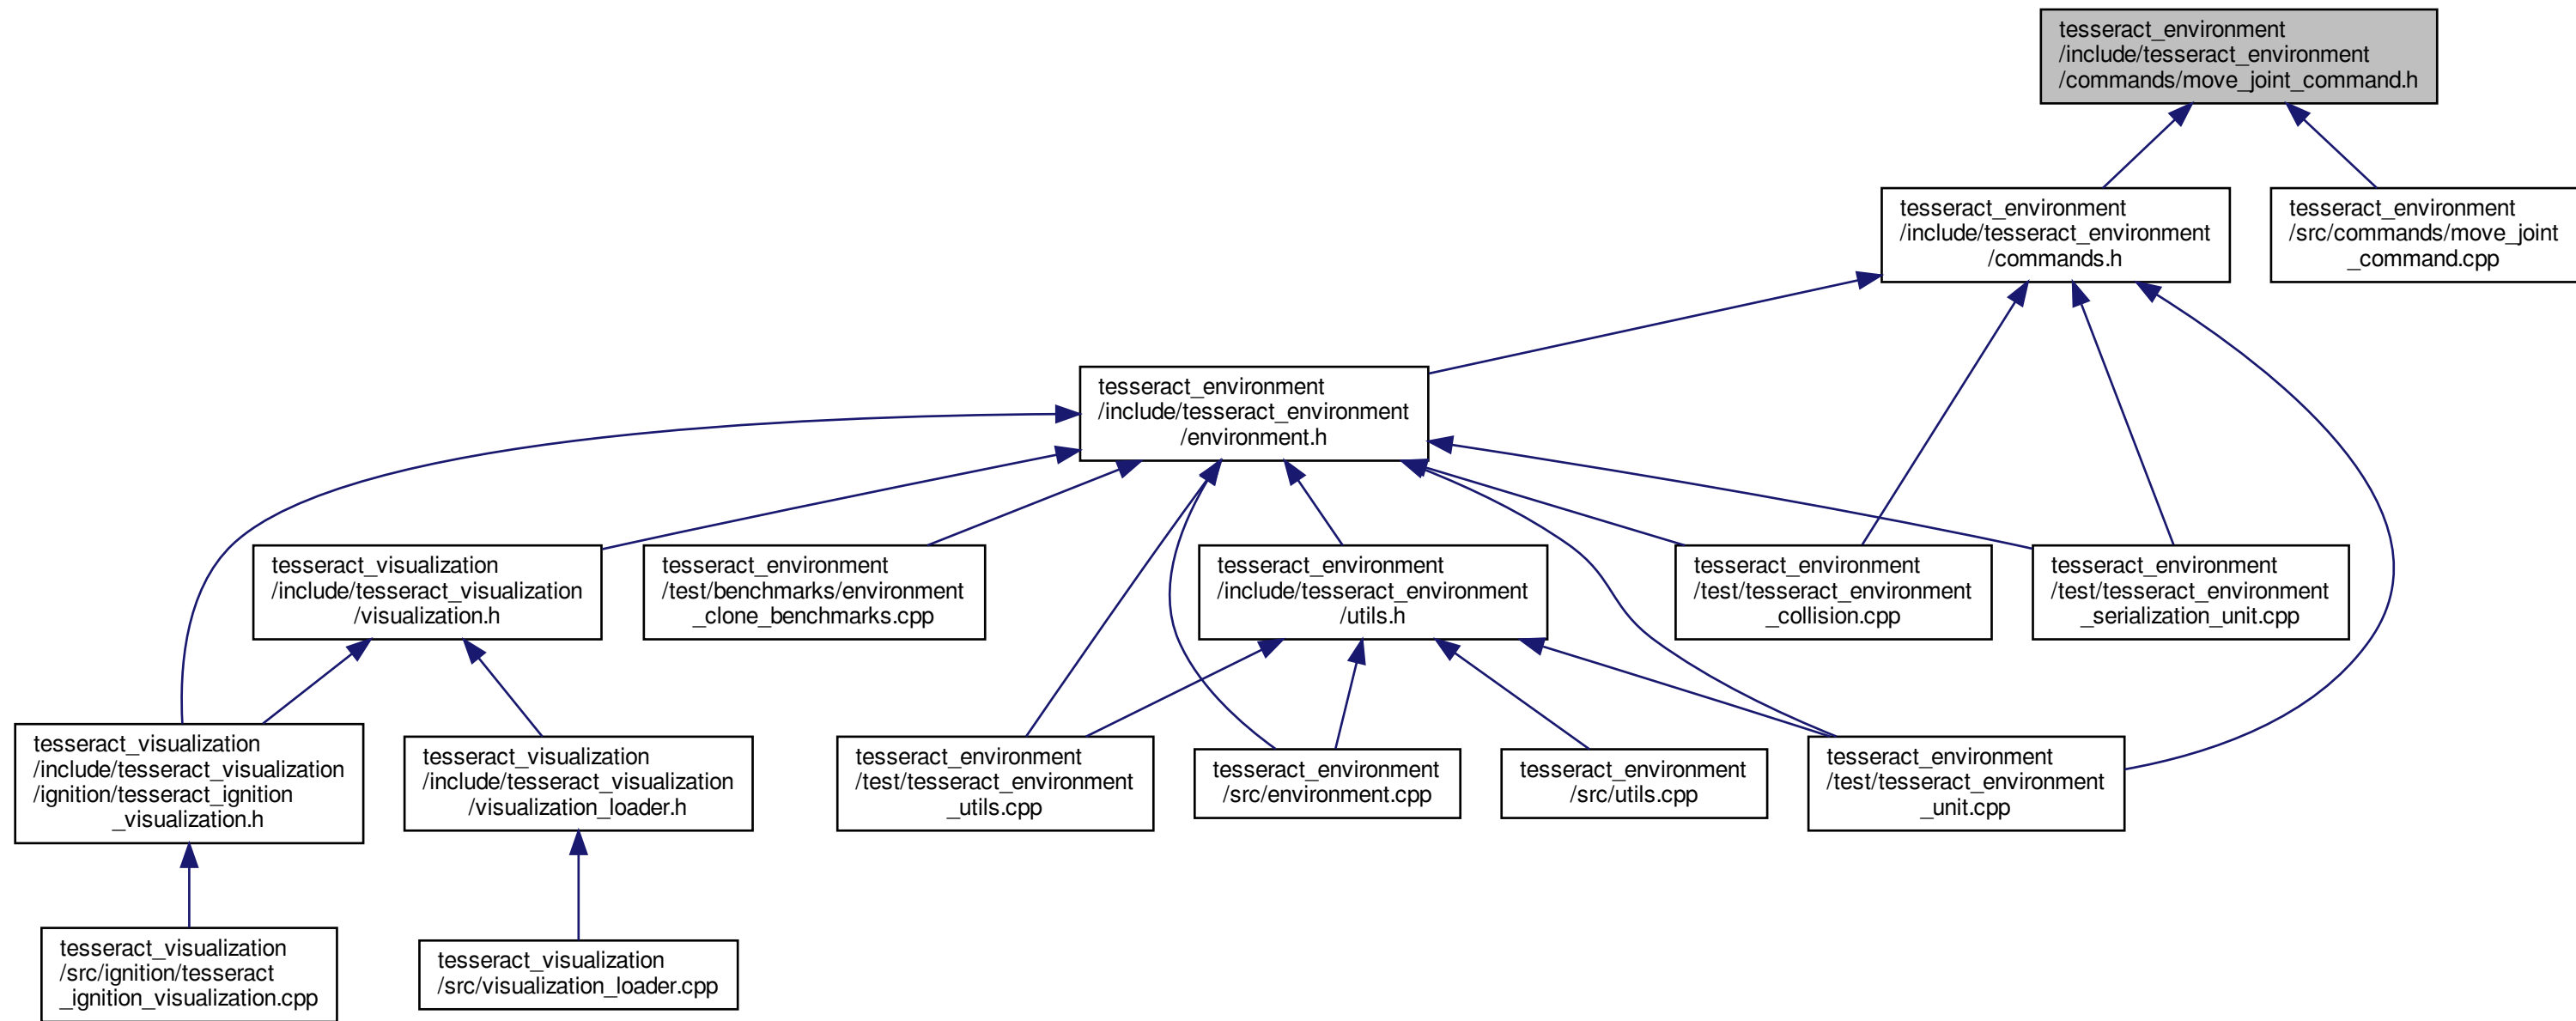 tesseract_environment
/include/tesseract_environment
/commands/move_joint_command.h
tesseract_environment
/include/tesseract_environment
/commands.h
tesseract_environment
/src/commands/move_joint
_command.cpp
tesseract_environment
/include/tesseract_environment
/environment.h
tesseract_visualization
/include/tesseract_visualization
/visualization.h
tesseract_environment
/test/benchmarks/environment
_clone_benchmarks.cpp
tesseract_environment
/include/tesseract_environment
/utils.h
tesseract_environment
/test/tesseract_environment
_collision.cpp
tesseract_environment
/test/tesseract_environment
_serialization_unit.cpp
tesseract_visualization
/include/tesseract_visualization
/ignition/tesseract_ignition
_visualization.h
tesseract_visualization
/include/tesseract_visualization
/visualization_loader.h
tesseract_environment
/test/tesseract_environment
_utils.cpp
tesseract_environment
/src/environment.cpp
tesseract_environment
/src/utils.cpp
tesseract_environment
/test/tesseract_environment
_unit.cpp
tesseract_visualization
/src/ignition/tesseract
_ignition_visualization.cpp
tesseract_visualization
/src/visualization_loader.cpp